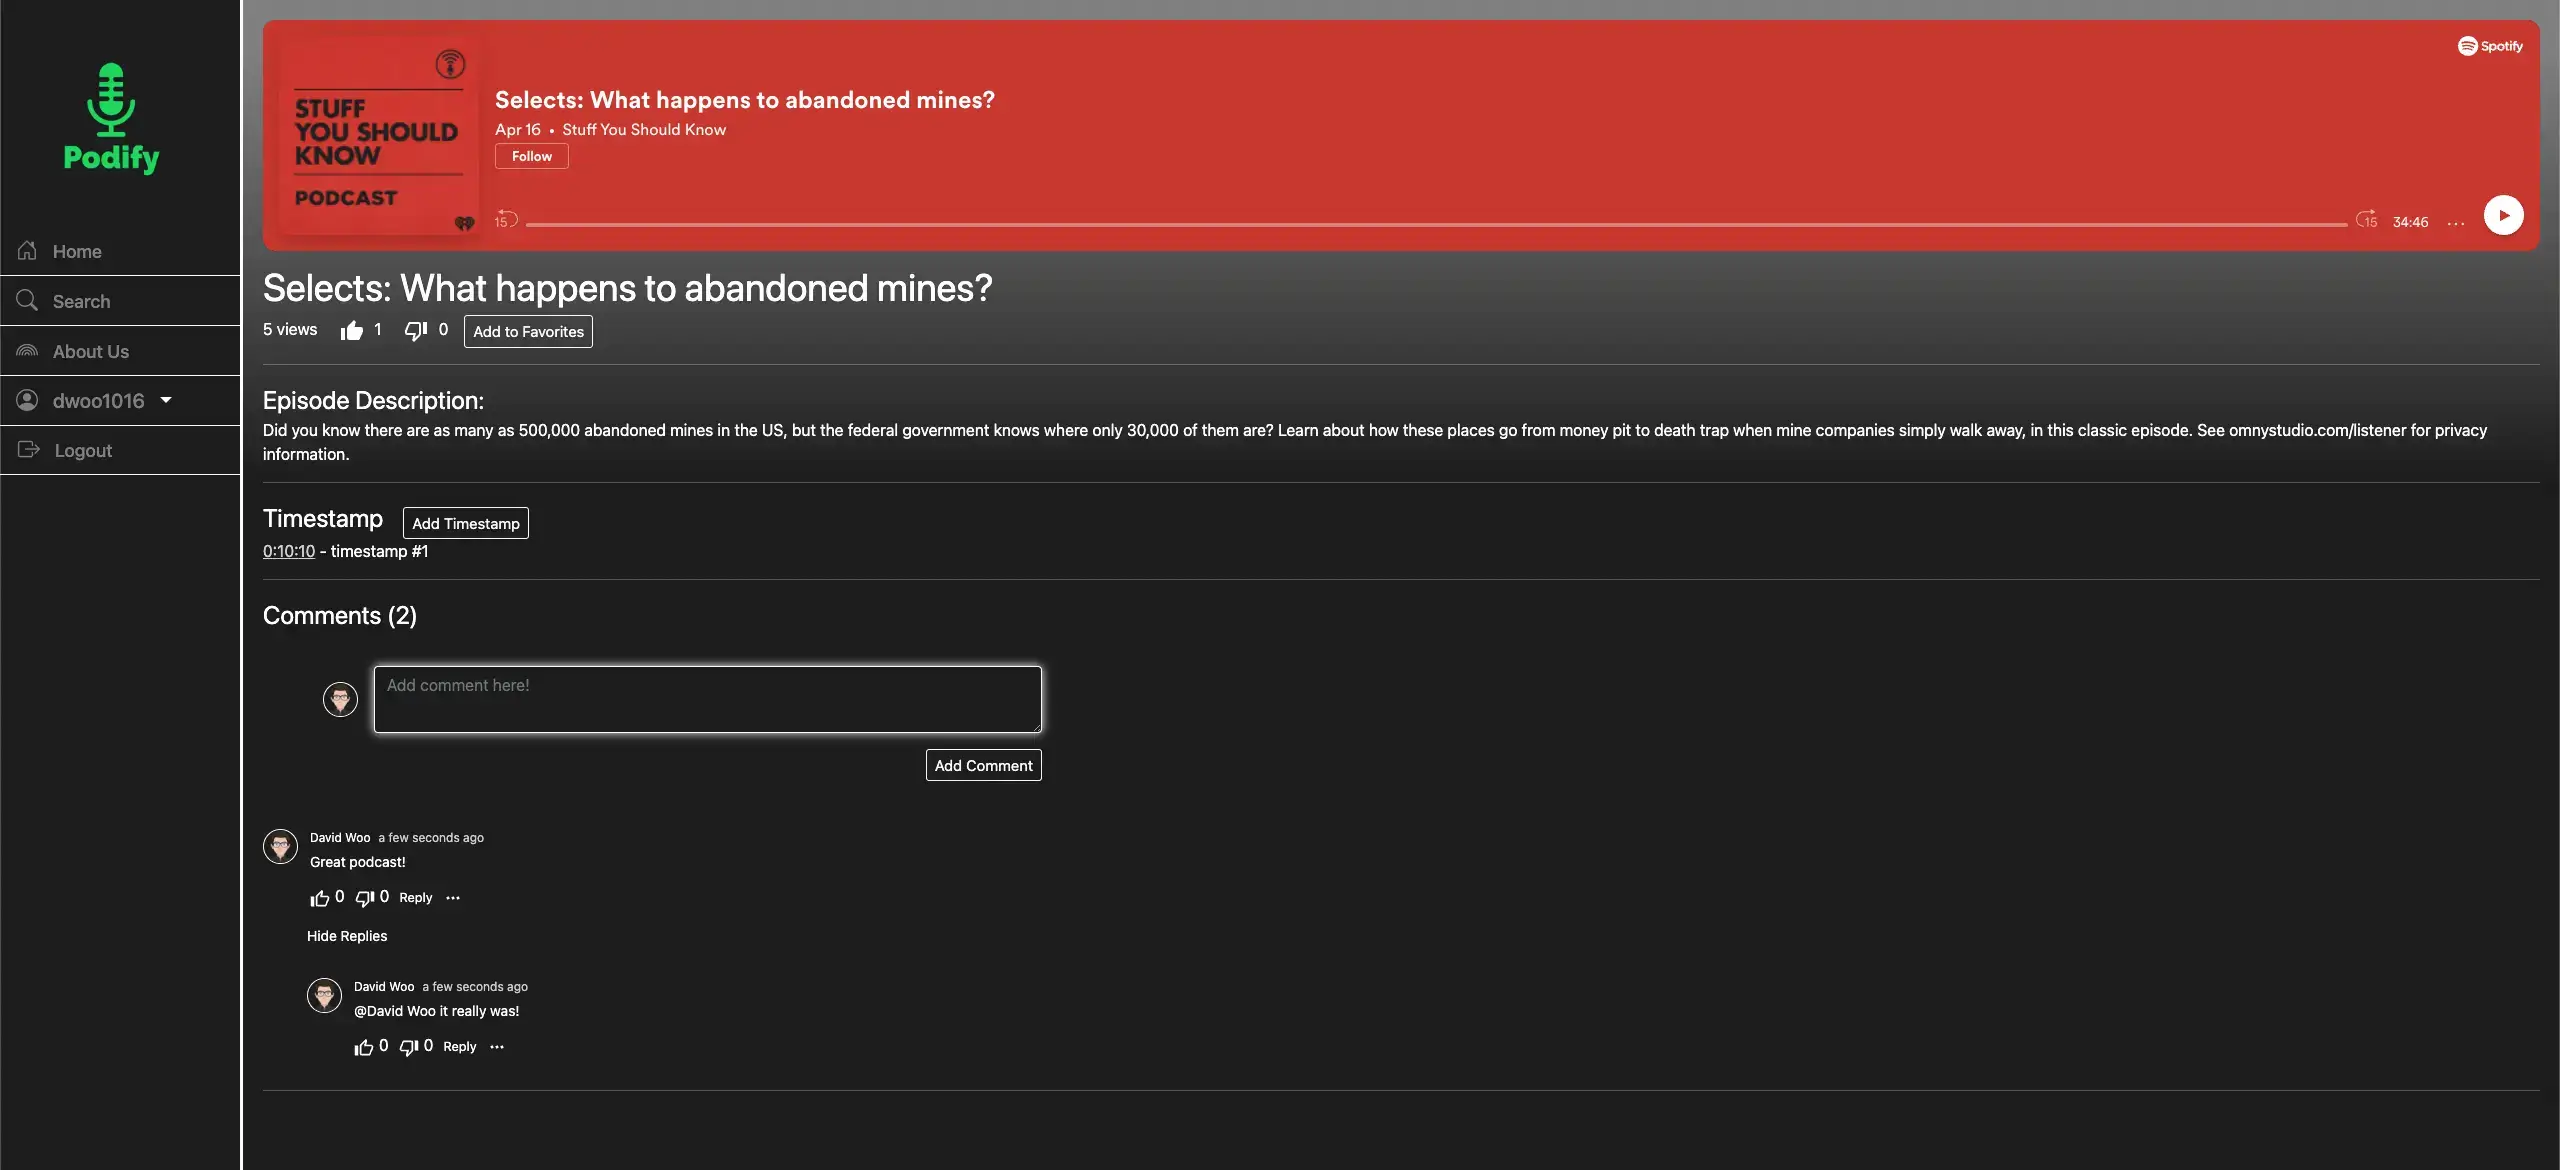 Podify
Home
Search
About Us
dwoo1016
Logout
STUFF
YOU SHOULD
KNOW
PODCAST
Spotify
Selects: What happens to abandoned mines?
Apr 16 • Stuff You Should Know
Follow
15
15
34:46
...
Selects: What happens to abandoned mines?
5 views 1 0 Add to Favorites
Episode Description:
Did you know there are as many as 500,000 abandoned mines in the US, but the federal government knows where only 30,000 of them are? Learn about how these places go from money pit to death trap when mine companies simply walk away, in this classic episode. See omnystudio.com/listener for privacy
information.
Timestamp Add Timestamp
0:10:10 - timestamp #1
Comments (2)
Add comment here!
Add Comment
David Woo a few seconds ago
Great podcast!
0 0 Reply ...
Hide Replies
David Woo a few seconds ago
@David Woo it really was!
0 0 Reply ...